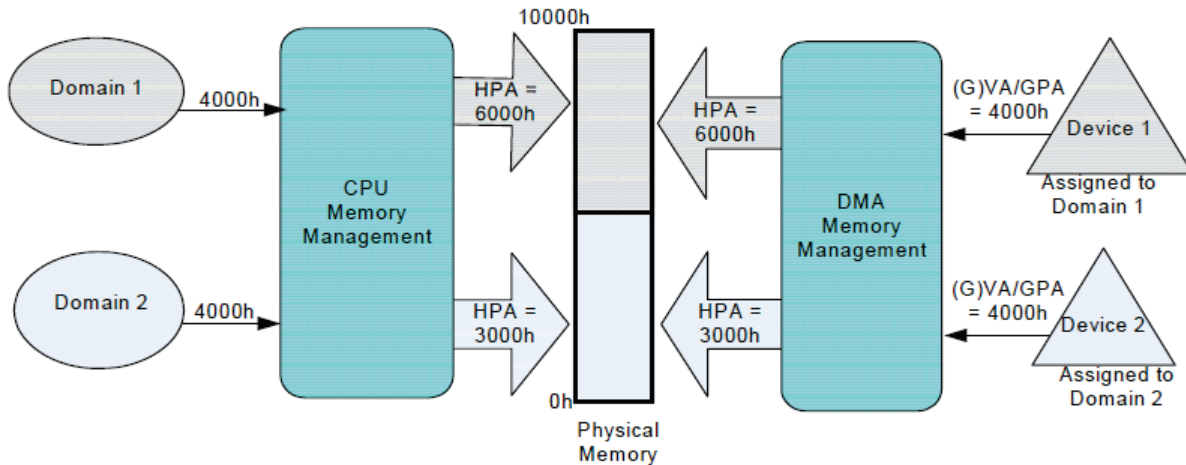 10000h
Domain 1
4000h
CPU
Memory
Management
HPA =
6000h
HPA =
6000h
DMA
Memory
Management
(G)VA/GPA
= 4000h
Device 1
Assigned to
Domain 1
Domain 2
4000h
HPA =
3000h
HPA =
3000h
(G)VA/GPA
= 4000h
Device 2
Assigned to
Domain 2
0h
Physical
Memory